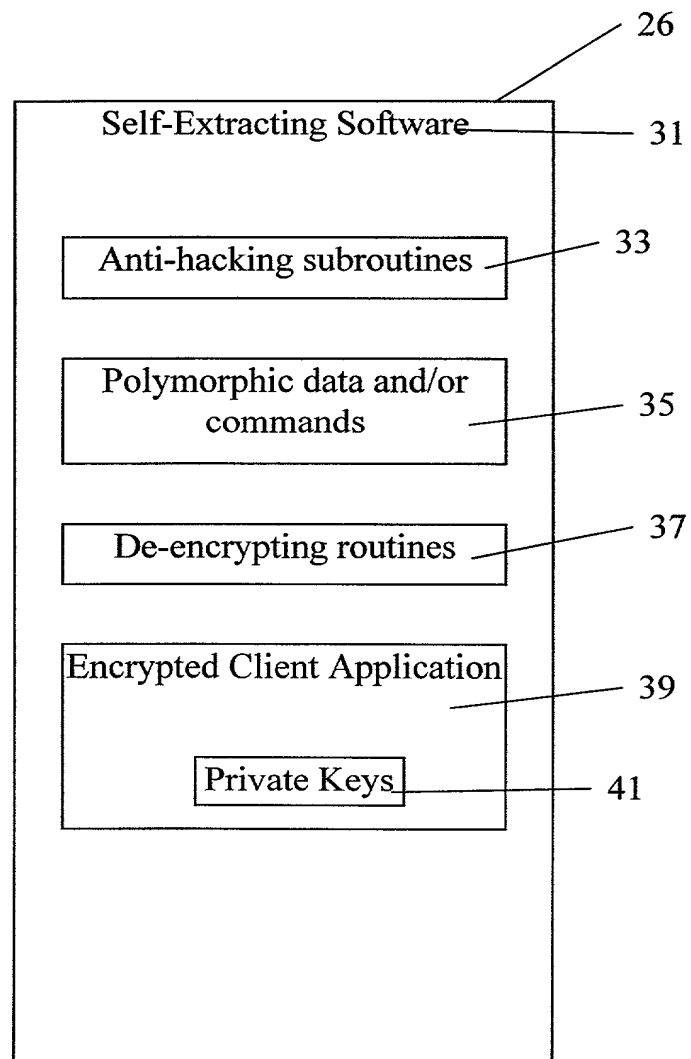 26
Self-Extracting Software 31
Anti-hacking subroutines 33
Polymorphic data and/or
commands 35
De-encrypting routines 37
Encrypted Client Application
39
Private Keys 41